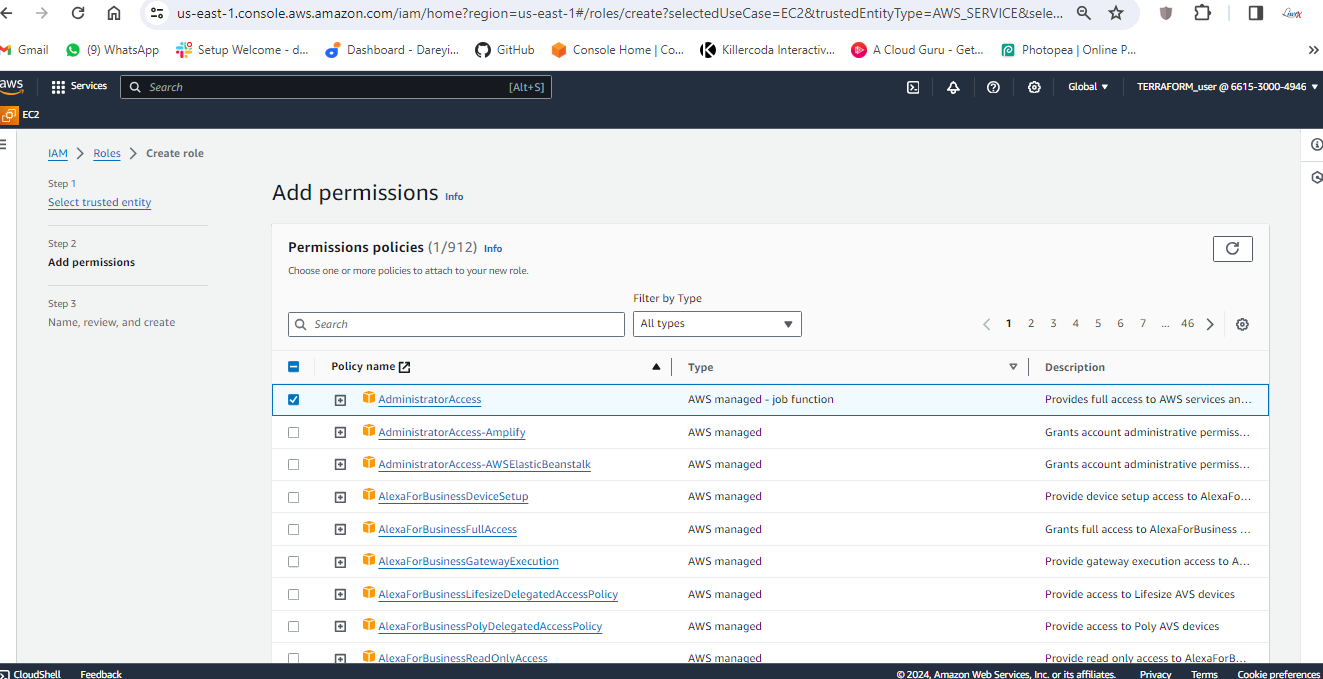 us-east-1.console.aws.amazon.com/iam/home?region=us-east-1#/roles/create?selectedUseCase=EC2&trustedEntityType=AWS_SERVICE&sele...
Gmail (9) WhatsApp Setup Welcome - d... Dashboard - Dareyi... GitHub Console Home | Co... Killercoda Interactiv... A Cloud Guru - Get... Photopea | Online P... »
aws Services Search [Alt+S] Global ▼ TERRAFORM_user @ 6615-3000-4946 ▼
EC2
IAM > Roles > Create role
Step 1
Select trusted entity
Step 2
Add permissions
Step 3
Name, review, and create
Add permissions Info
Permissions policies (1/912) Info
Choose one or more policies to attach to your new role.
Filter by Type
Search All types < 1 2 3 4 5 6 7 ... 46 >
Policy name Type Description
AdministratorAccess AWS managed - job function Provides full access to AWS services an...
AdministratorAccess-Amplify AWS managed Grants account administrative permiss...
AdministratorAccess-AWSElasticBeanstalk AWS managed Grants account administrative permiss...
AlexaForBusinessDeviceSetup AWS managed Provide device setup access to AlexaFo...
AlexaForBusinessFullAccess AWS managed Grants full access to AlexaForBusiness ...
AlexaForBusinessGatewayExecution AWS managed Provide gateway execution access to A...
AlexaForBusinessLifesizeDelegatedAccessPolicy AWS managed Provide access to Lifesize AVS devices
AlexaForBusinessPolyDelegatedAccessPolicy AWS managed Provide access to Poly AVS devices
AlexaForBusinessReadOnlyAccess AWS managed Provide read only access to AlexaForB...
CloudShell Feedback © 2024, Amazon Web Services, Inc. or its affiliates. Privacy Terms Cookie preferences